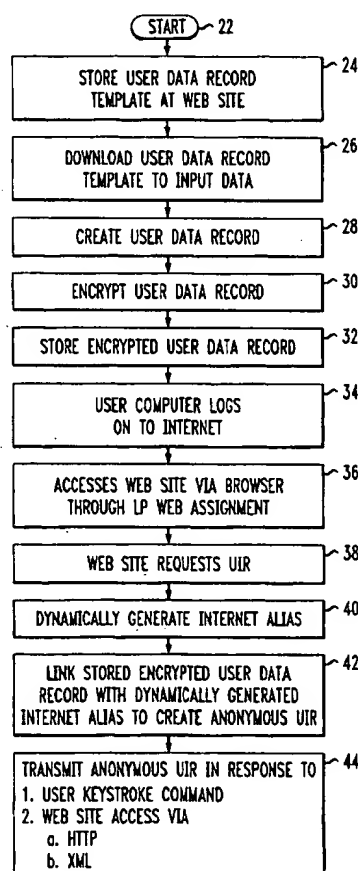 START 22
24
STORE USER DATA RECORD
TEMPLATE AT WEB SITE
26
DOWNLOAD USER DATA RECORD
TEMPLATE TO INPUT DATA
28
CREATE USER DATA RECORD
30
ENCRYPT USER DATA RECORD
32
STORE ENCRYPTED USER DATA RECORD
34
USER COMPUTER LOGS
ON TO INTERNET
36
ACCESSES WEB SITE VIA BROWSER
THROUGH LP WEB ASSIGNMENT
38
WEB SITE REQUESTS UIR
40
DYNAMICALLY GENERATE INTERNET ALIAS
42
LINK STORED ENCRYPTED USER DATA
RECORD WITH DYNAMICALLY GENERATED
INTERNET ALIAS TO CREATE ANONYMOUS UIR
44
TRANSMIT ANONYMOUS UIR IN RESPONSE TO
1. USER KEYSTROKE COMMAND
2. WEB SITE ACCESS VIA
a. HTTP
b. XML